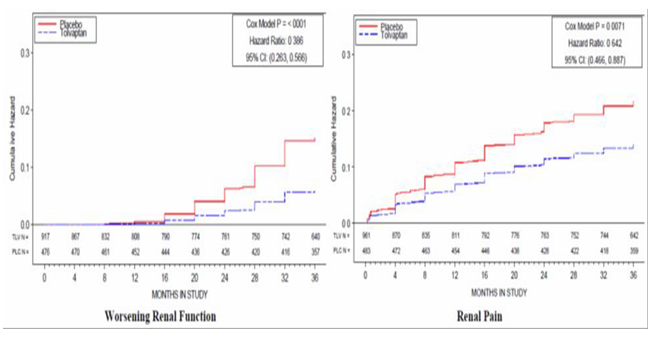 Placebo
Tolvaptan
Cox Model P = <0001
Hazard Ratio: 0.386
95% CI: (0.263, 0.566)
Cumulative Hazard
0.3
0.2
0.1
0.0
TLV N = 917 867 832 808 790 774 761 750 742 640
PLC N = 476 470 461 452 444 436 426 420 416 357
0 4 8 12 16 20 24 28 32 36
MONTHS IN STUDY
Worsening Renal Function
Placebo
Tolvaptan
Cox Model P = 0.0071
Hazard Ratio: 0.642
95% CI: (0.466, 0.887)
Cumulative Hazard
0.3
0.2
0.1
0.0
TLV N = 961 870 835 811 792 776 763 752 744 642
PLC N = 483 472 463 454 446 438 428 422 418 359
0 4 8 12 16 20 24 28 32 36
MONTHS IN STUDY
Renal Pain